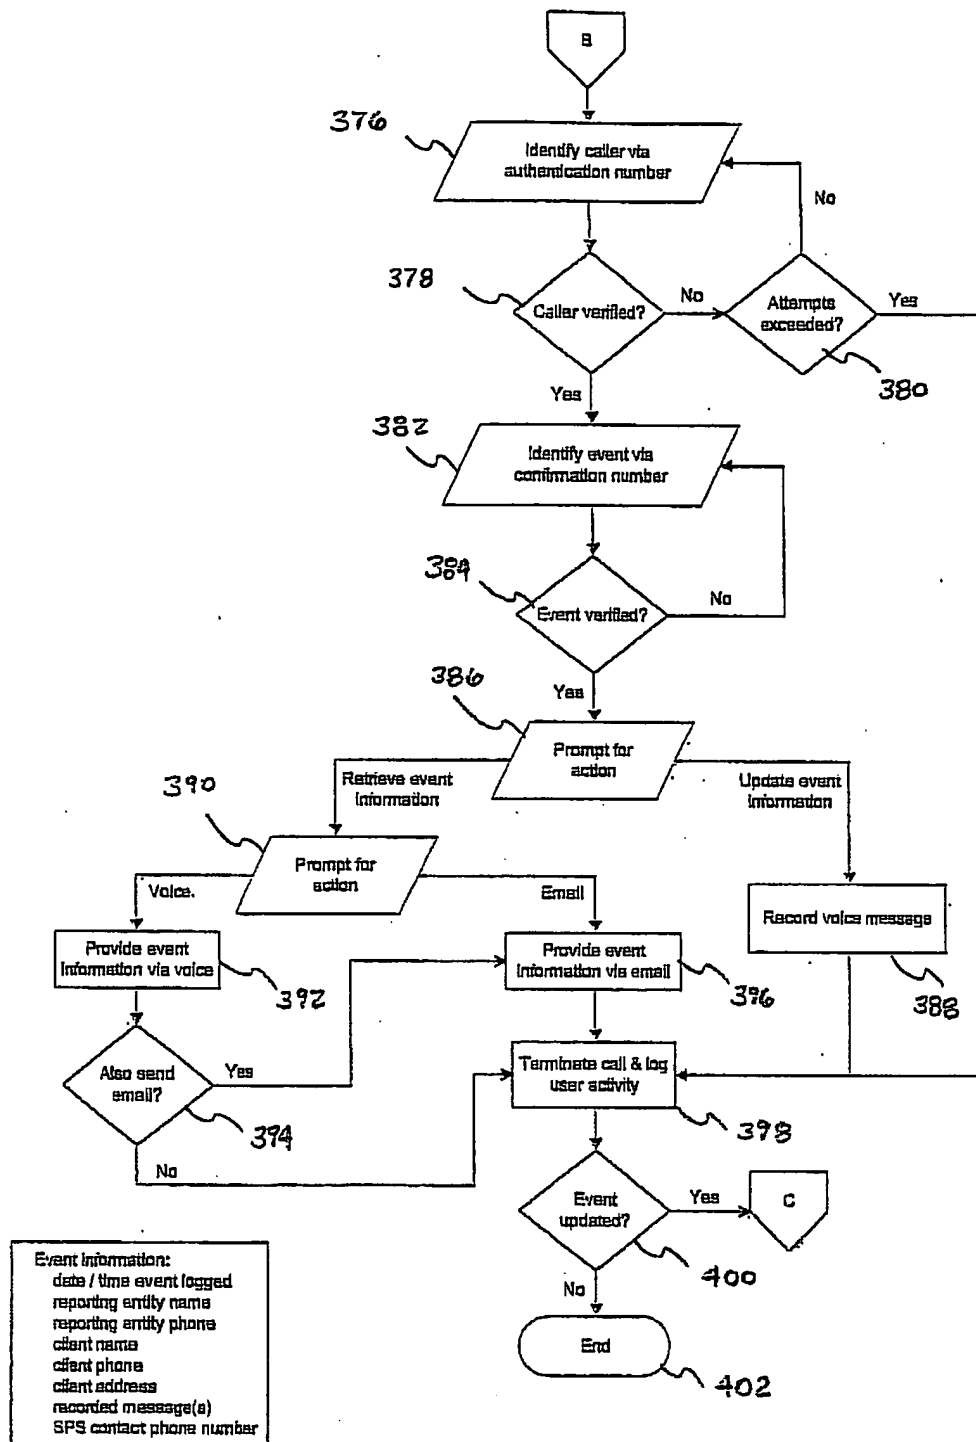 B
376
Identify caller via
authentication number
No
378
Caller verified?
No
Attempts
exceeded?
Yes
380
Yes
382
Identify event via
confirmation number
384
Event verified?
No
Yes
386
Prompt for
action
Retrieve event
information
Update event
information
390
Prompt for
action
Voice.
Email
Record voice message
388
Provide event
information via voice
392
Provide event
information via email
396
Also send
email?
Yes
394
No
Terminate call & log
user activity
398
Event
updated?
Yes
C
400
No
End
402
Event information:
date / time event logged
reporting entity name
reporting entity phone
client name
client phone
client address
recorded message(s)
SPS contact phone number